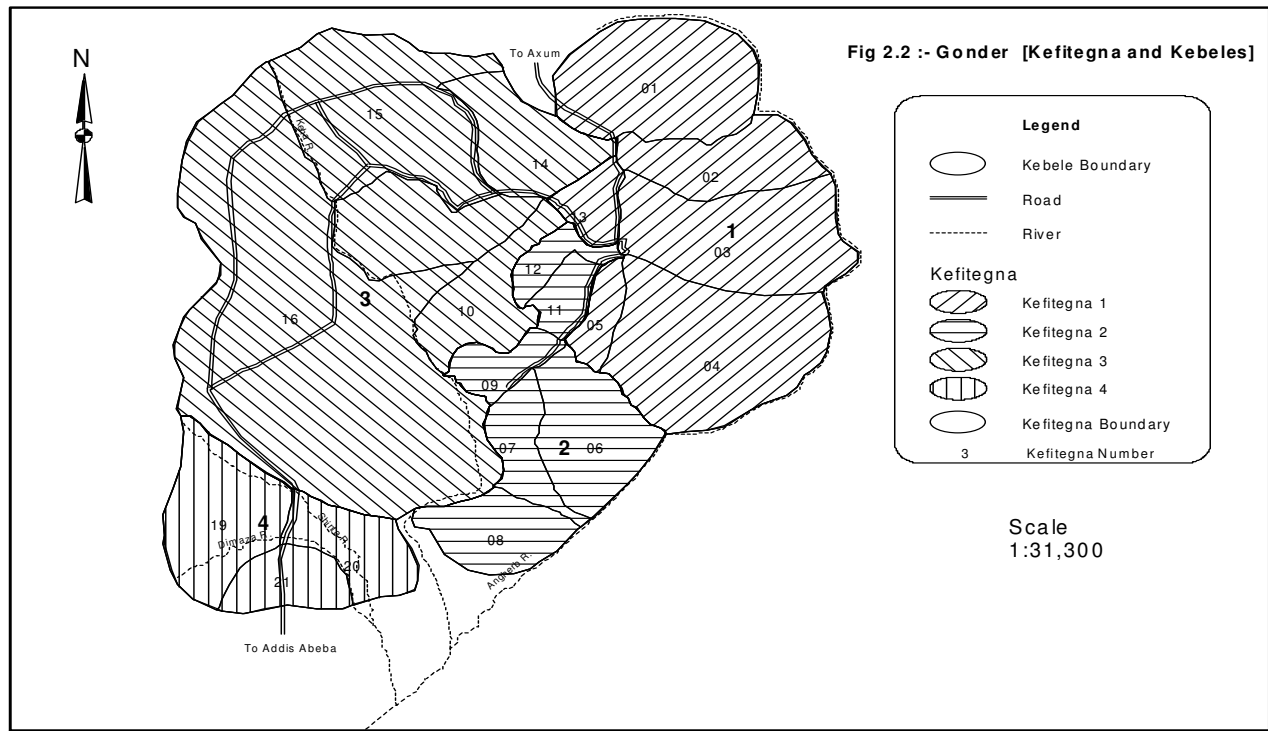 Fig 2.2 :- Gonder [Kefitegna and Kebeles]
N
To Axum
01
15
Keha R.
14
02
13
1
03
12
3
16
10
11
05
04
09
07
2
06
08
Angherb R.
19
4
Shinta R.
Dimaza R.
20
21
To Addis Abeba
Legend
Kebele Boundary
Road
River
Kefitegna
Kefitegna 1
Kefitegna 2
Kefitegna 3
Kefitegna 4
Kefitegna Boundary
3 Kefitegna Number
Scale
1:31,300